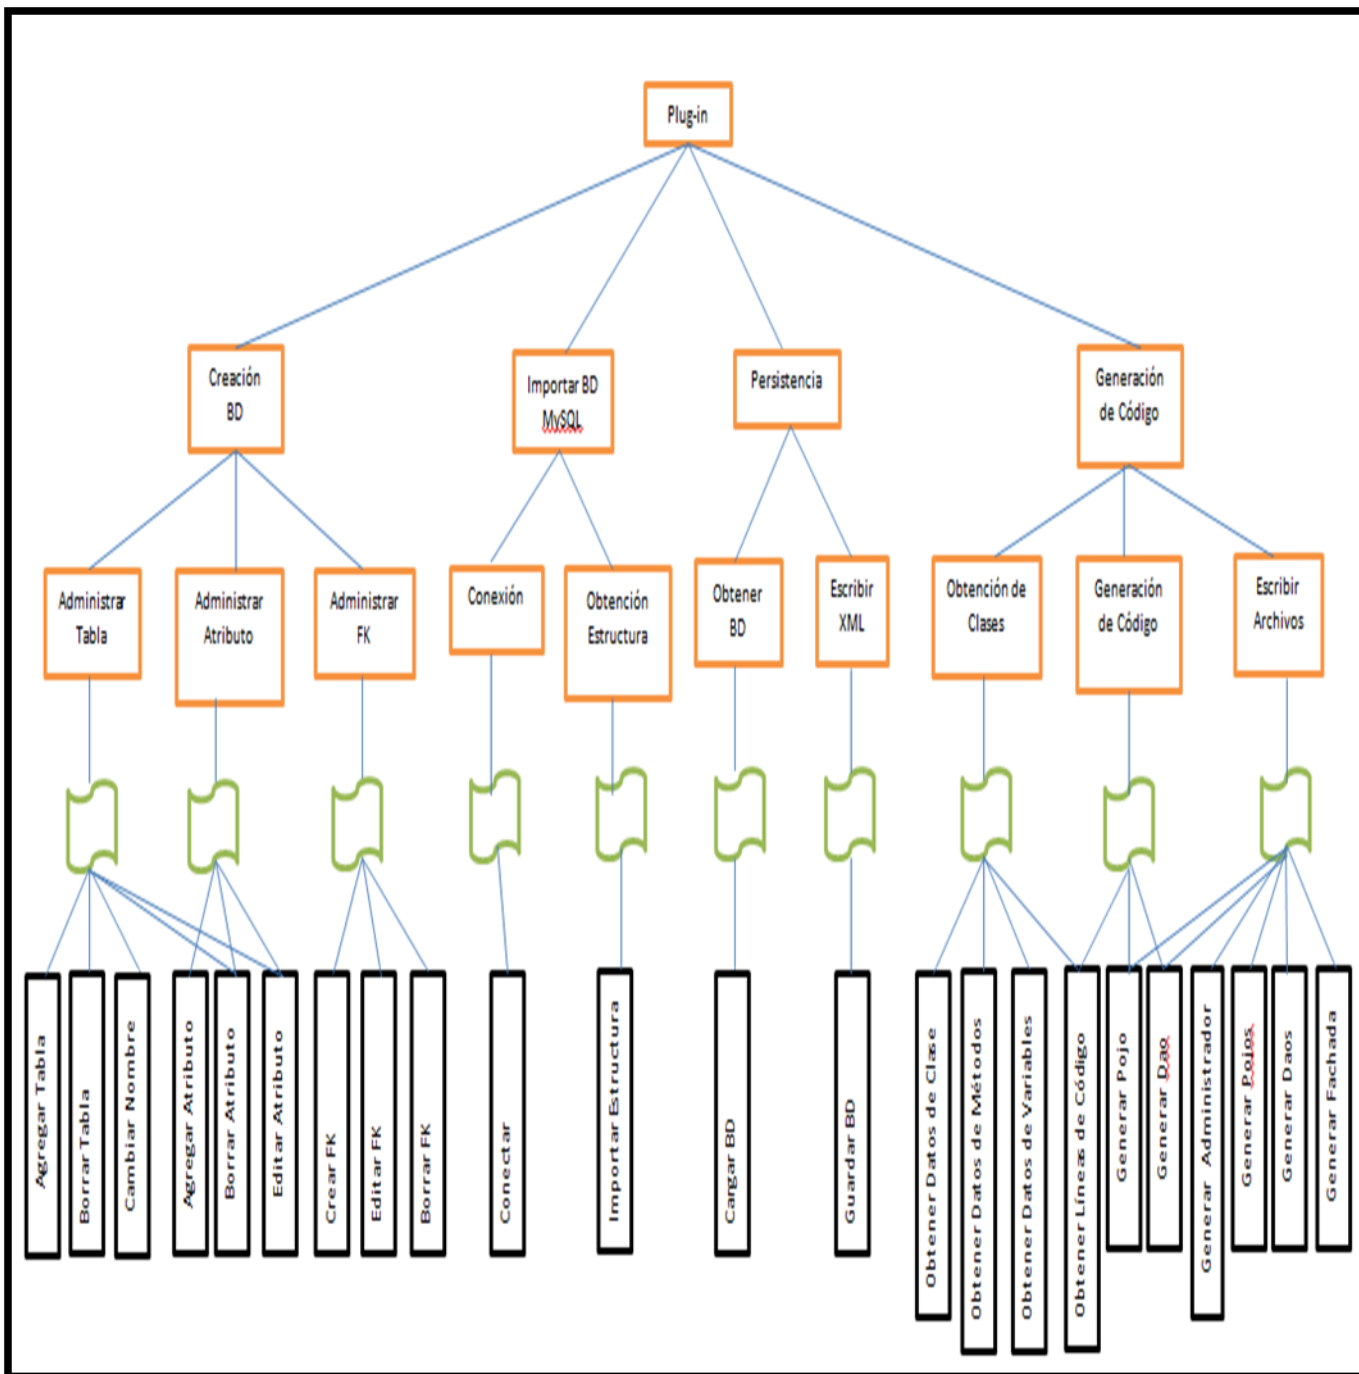 Plug-in
Creación
BD
Importar BD
MySQL
Persistencia
Generación
de Código
Administrar
Tabla
Administrar
Atributo
Administrar
FK
Conexión
Obtención
Estructura
Obtener
BD
Escribir
XML
Obtención de
Clases
Generación
de Código
Escribir
Archivos
Agregar Tabla
Borrar Tabla
Cambiar Nombre
Agregar Atributo
Borrar Atributo
Editar Atributo
Crear FK
Editar FK
Borrar FK
Conectar
Importar Estructura
Cargar BD
Guardar BD
Obtener Datos de Clase
Obtener Datos de Métodos
Obtener Datos de Variables
Obtener Líneas de Código
Generar Pojo
Generar Dao
Generar Administrador
Generar Pojos
Generar Daos
Generar Fachada